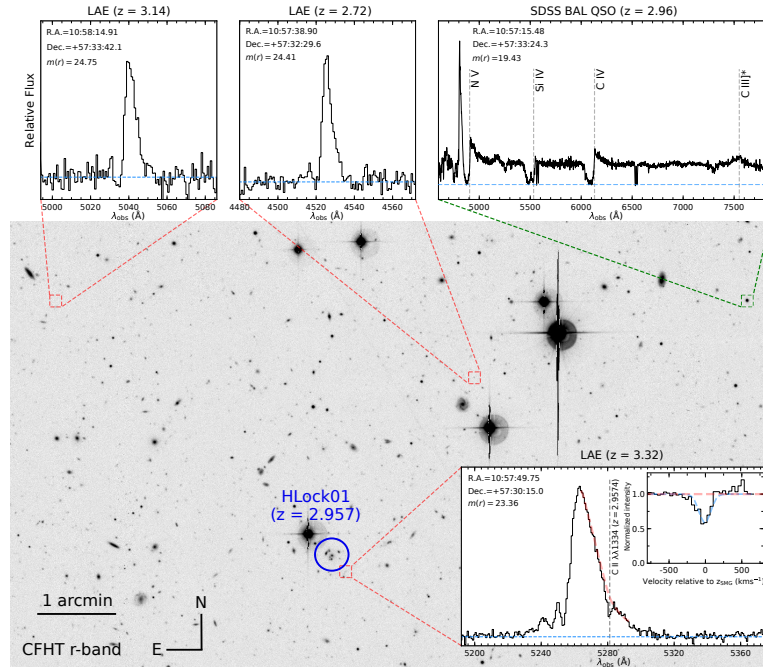 LAE (z = 3.14)
R.A.=10:58:14.91
Dec.=+57:33:42.1
m(r) = 24.75
Relative Flux
5000 5020 5040 5060 5080
λobs (Å)
LAE (z = 2.72)
R.A.=10:57:38.90
Dec.=+57:32:29.6
m(r) = 24.41
4480 4500 4520 4540 4560
λobs (Å)
SDSS BAL QSO (z = 2.96)
R.A.=10:57:15.48
Dec.=+57:33:24.3
m(r) = 19.43
N V
Si IV
C IV
C III]*
5000 5500 6000 6500 7000 7500
λobs (Å)
HLock01
(z = 2.957)
1 arcmin
N
E
CFHT r-band
LAE (z = 3.32)
R.A.=10:57:49.75
Dec.=+57:30:15.0
m(r) = 23.36
C II λλ1334 (z = 2.9574)
Normalized intensity
1.0
0.5
0.0
−500 0 500
Velocity relative to zSMG (kms−1)
5200 5240 5280 5320 5360
λobs (Å)